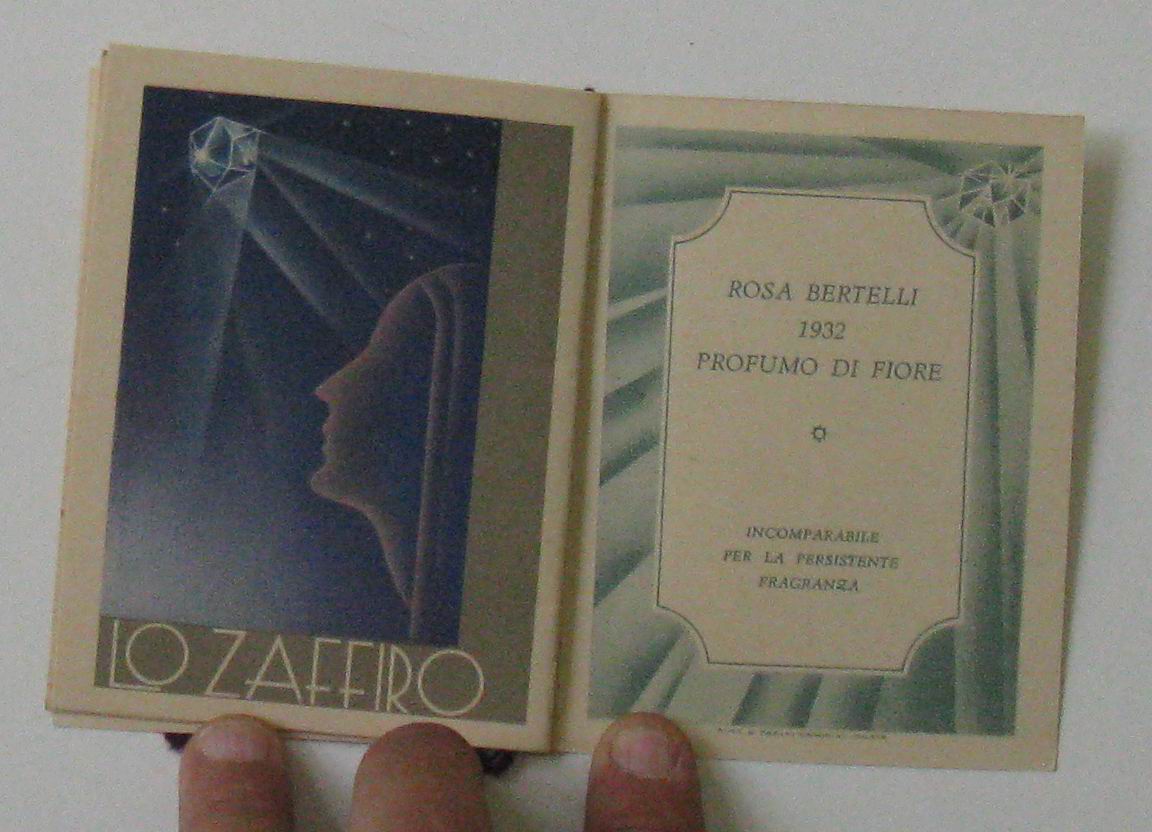 LO ZAFFIRO
ROSA BERTELLI
1932
PROFUMO DI FIORE
INCOMPARABILE
PER LA PERSISTENTE
FRAGRANZA